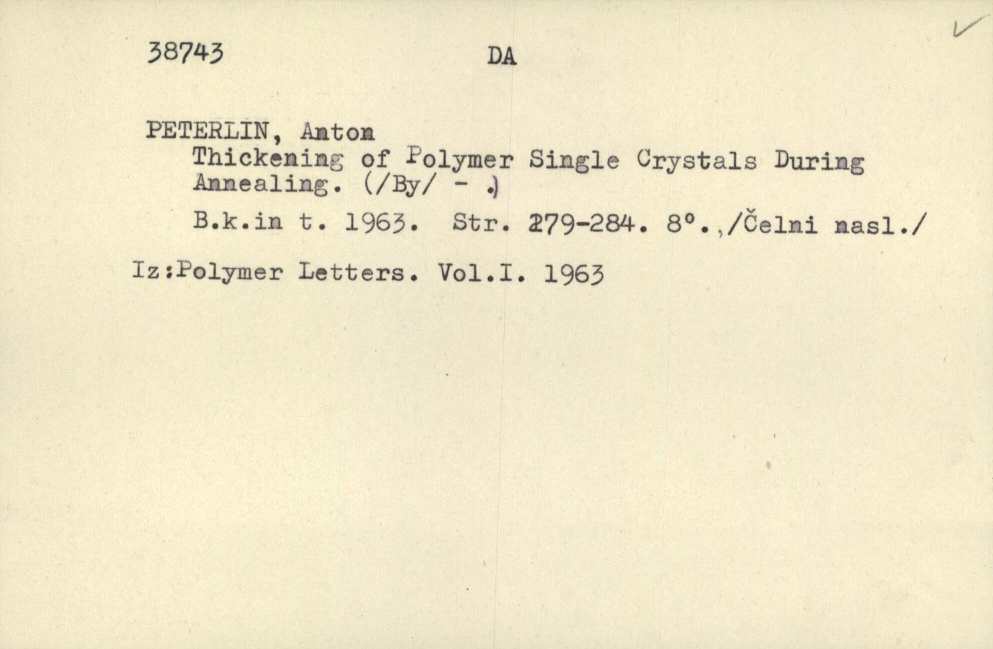 38743 DA
PETERLIN, Anton
Thickening of Polymer Single Crystals During
Annealing. (/By/ - .)
B.k.in t. 1963. Str. 279-284. 8°.,/Čelni nasl./
Iz:Polymer Letters. Vol.I. 1963